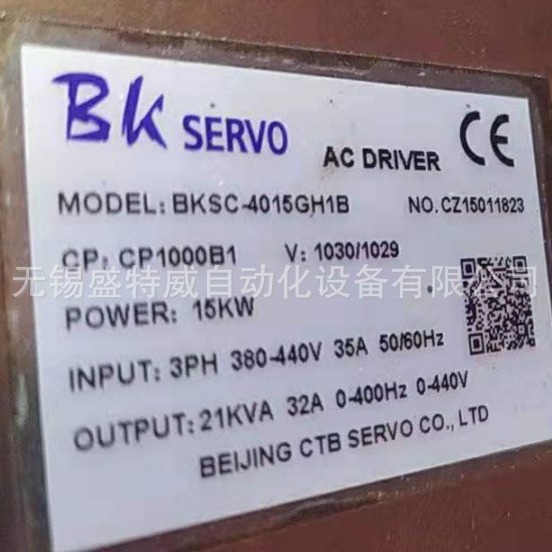 BK SERVO AC DRIVER CE
MODEL: BKSC-4015GH1B NO. CZ15011823
CP: CP1000B1 V: 1030/1029
无锡盛特威自动化设备有限公司
POWER: 15KW
INPUT: 3PH 380-440V 35A 50/60Hz
OUTPUT: 21KVA 32A 0-400Hz 0-440V
BEIJING CTB SERVO CO., LTD